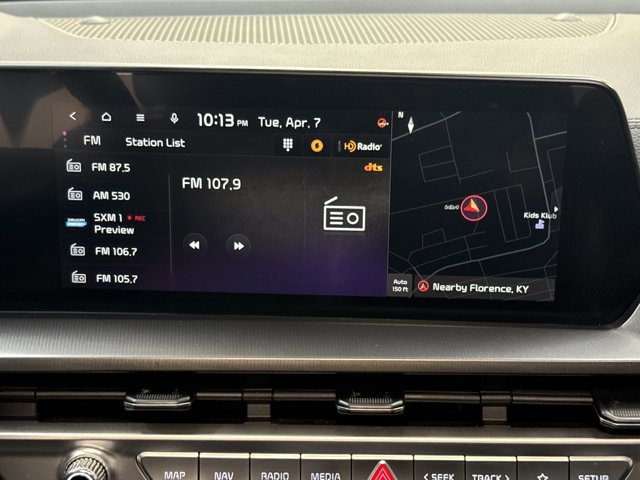 10:13 PM Tue, Apr. 7
FM Station List HD Radio
FM 87.5
AM 530
SXM 1 REC
Preview
FM 106.7
FM 105.7
dts
FM 107.9
N
Kids Klub
Auto
150 ft
Nearby Florence, KY
MAP NAV RADIO MEDIA < SEEK TRACK > SETUP